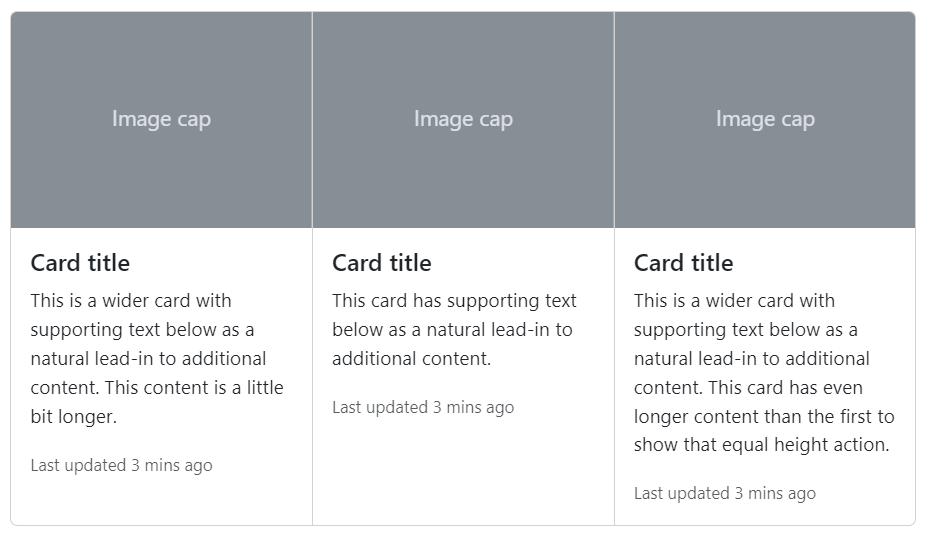 Image cap
Image cap
Image cap
Card title
This is a wider card with
supporting text below as a
natural lead-in to additional
content. This content is a little
bit longer.
Last updated 3 mins ago
Card title
This card has supporting text
below as a natural lead-in to
additional content.
Last updated 3 mins ago
Card title
This is a wider card with
supporting text below as a
natural lead-in to additional
content. This card has even
longer content than the first to
show that equal height action.
Last updated 3 mins ago